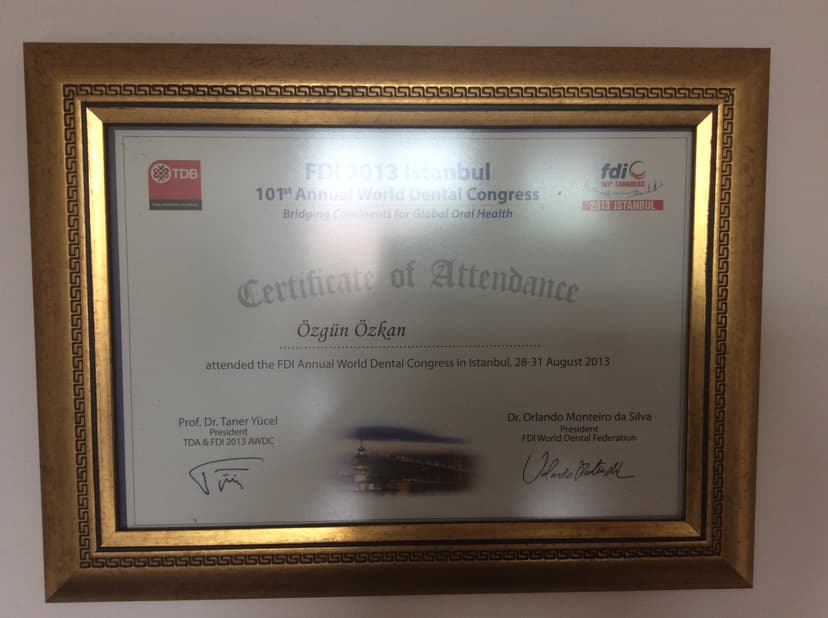 TDB
FDI 2013 Istanbul
101st Annual World Dental Congress
Bridging Continents for Global Oral Health
fdi
101st CONGRESS
2013 ISTANBUL
Certificate of Attendance
Özgün Özkan
attended the FDI Annual World Dental Congress in Istanbul, 28-31 August 2013
Prof. Dr. Taner Yücel
President
TDA & FDI 2013 AWDC
Dr. Orlando Monteiro da Silva
President
FDI World Dental Federation